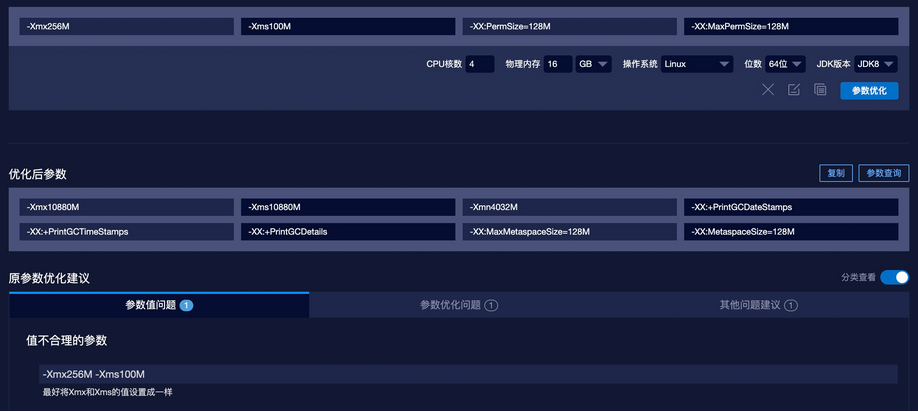 -Xmx256M -Xms100M -XX:PermSize=128M -XX:MaxPermSize=128M
CPU核数 4 物理内存 16 GB 操作系统 Linux 位数 64位 JDK版本 JDK8
参数优化
优化后参数 复制 参数查询
-Xmx10880M -Xms10880M -Xmn4032M -XX:+PrintGCDateStamps
-XX:+PrintGCTimeStamps -XX:+PrintGCDetails -XX:MaxMetaspaceSize=128M -XX:MetaspaceSize=128M
原参数优化建议 分类查看
参数值问题 1 参数优化问题 1 其他问题建议 1
值不合理的参数
-Xmx256M -Xms100M
最好将Xmx和Xms的值设置成一样